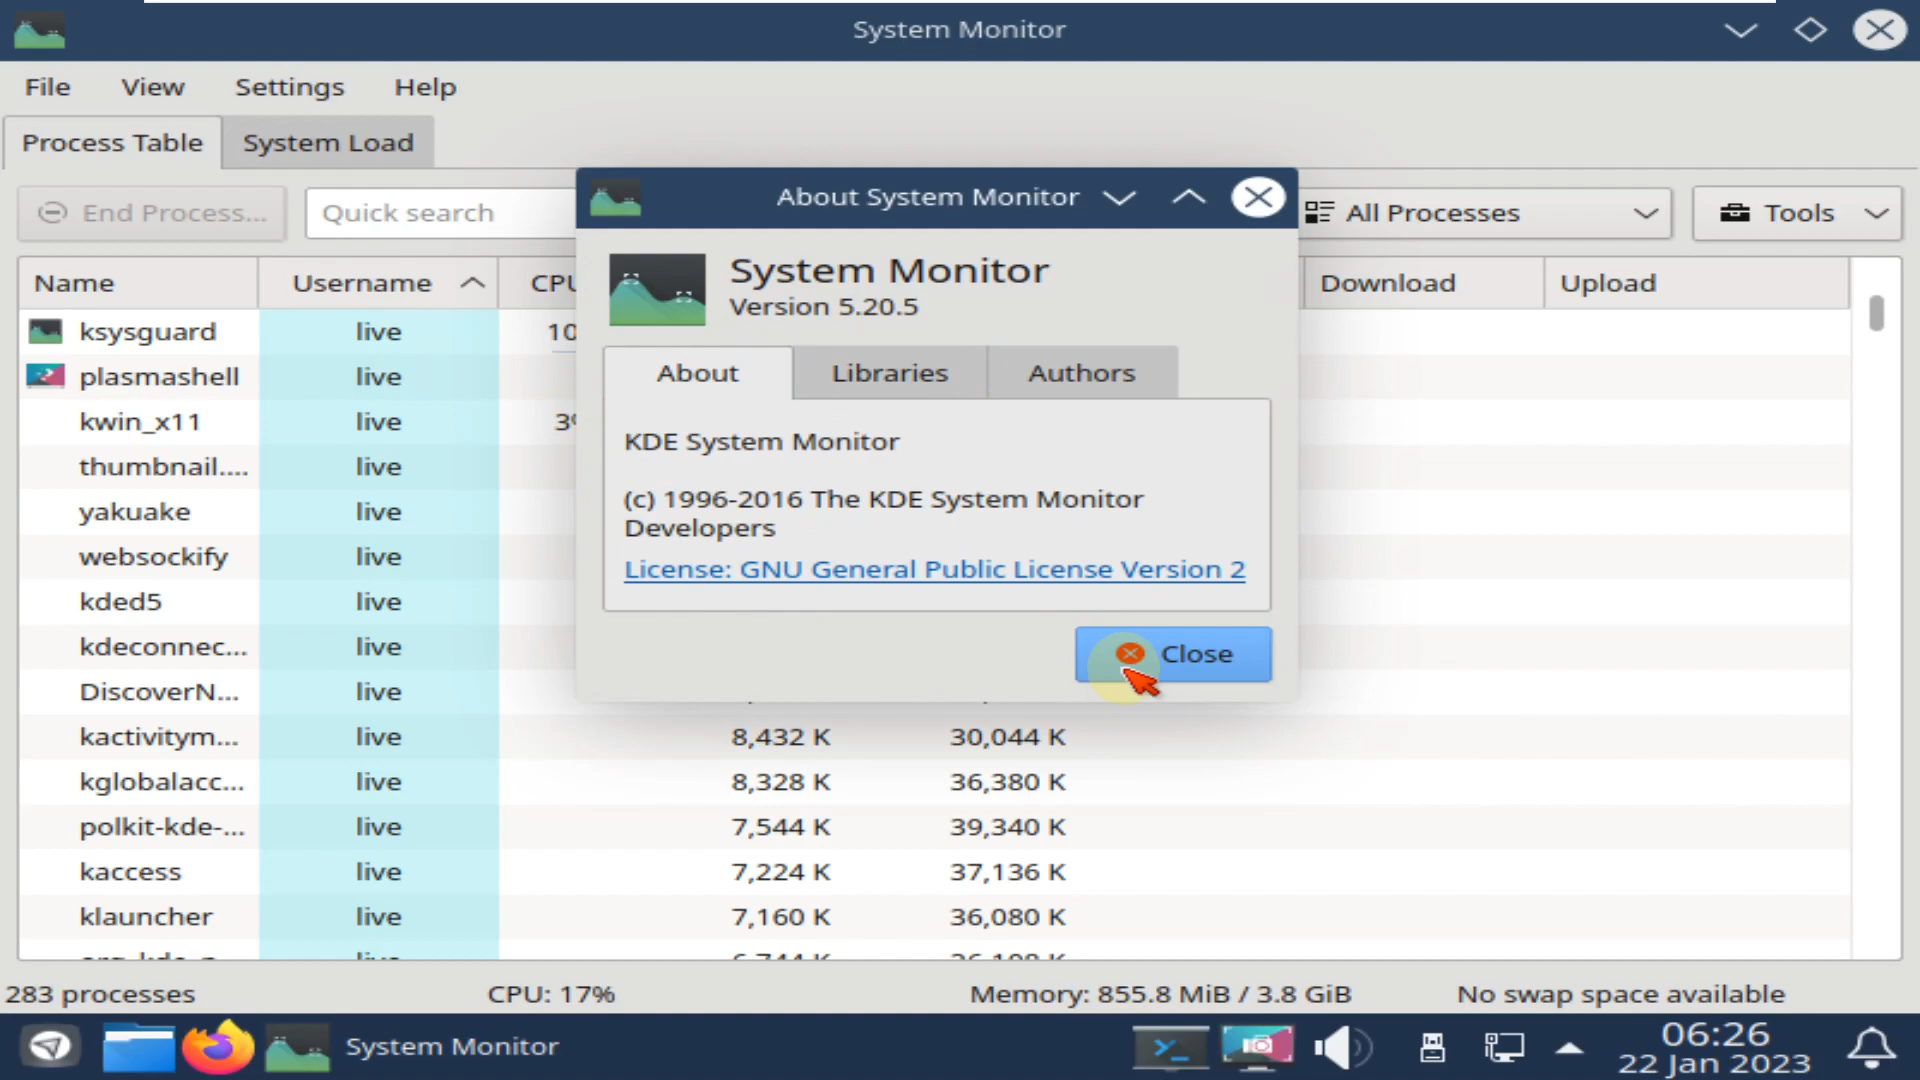 System Monitor
File View Settings Help
Process Table System Load
End Process... Quick search All Processes Tools
Name Username CPU Download Upload
ksysguard live 10
plasmashell live
kwin_x11 live 3%
thumbnail.... live
yakuake live
websockify live
kded5 live
kdeconnec... live
DiscoverN... live
kactivitym... live 8,432 K 30,044 K
kglobalacc... live 8,328 K 36,380 K
polkit-kde-... live 7,544 K 39,340 K
kaccess live 7,224 K 37,136 K
klauncher live 7,160 K 36,080 K
About System Monitor
System Monitor
Version 5.20.5
About Libraries Authors
KDE System Monitor
(c) 1996-2016 The KDE System Monitor
Developers
License: GNU General Public License Version 2
Close
283 processes CPU: 17% Memory: 855.8 MiB / 3.8 GiB No swap space available
System Monitor
06:26
22 Jan 2023